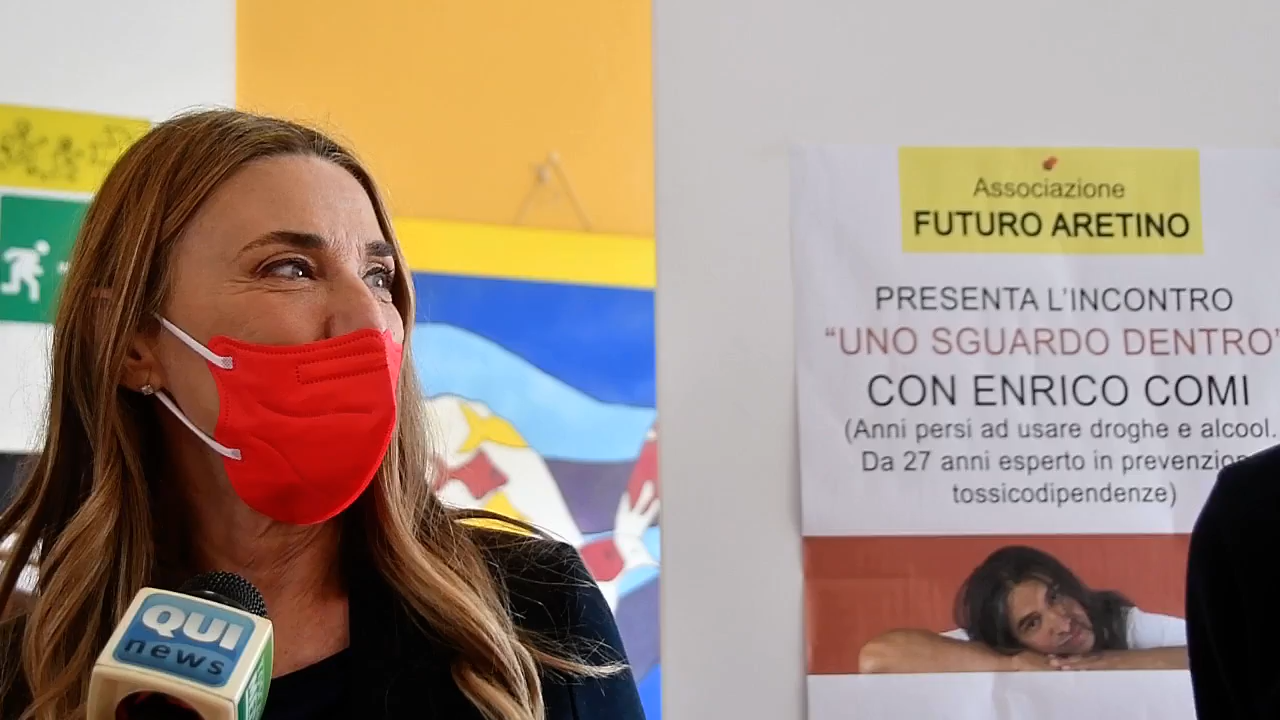 QUI
news
Associazione
FUTURO ARETINO
PRESENTA L'INCONTRO
“UNO SGUARDO DENTRO”
CON ENRICO COMI
(Anni persi ad usare droghe e alcool.
Da 27 anni esperto in prevenzione
tossicodipendenze)